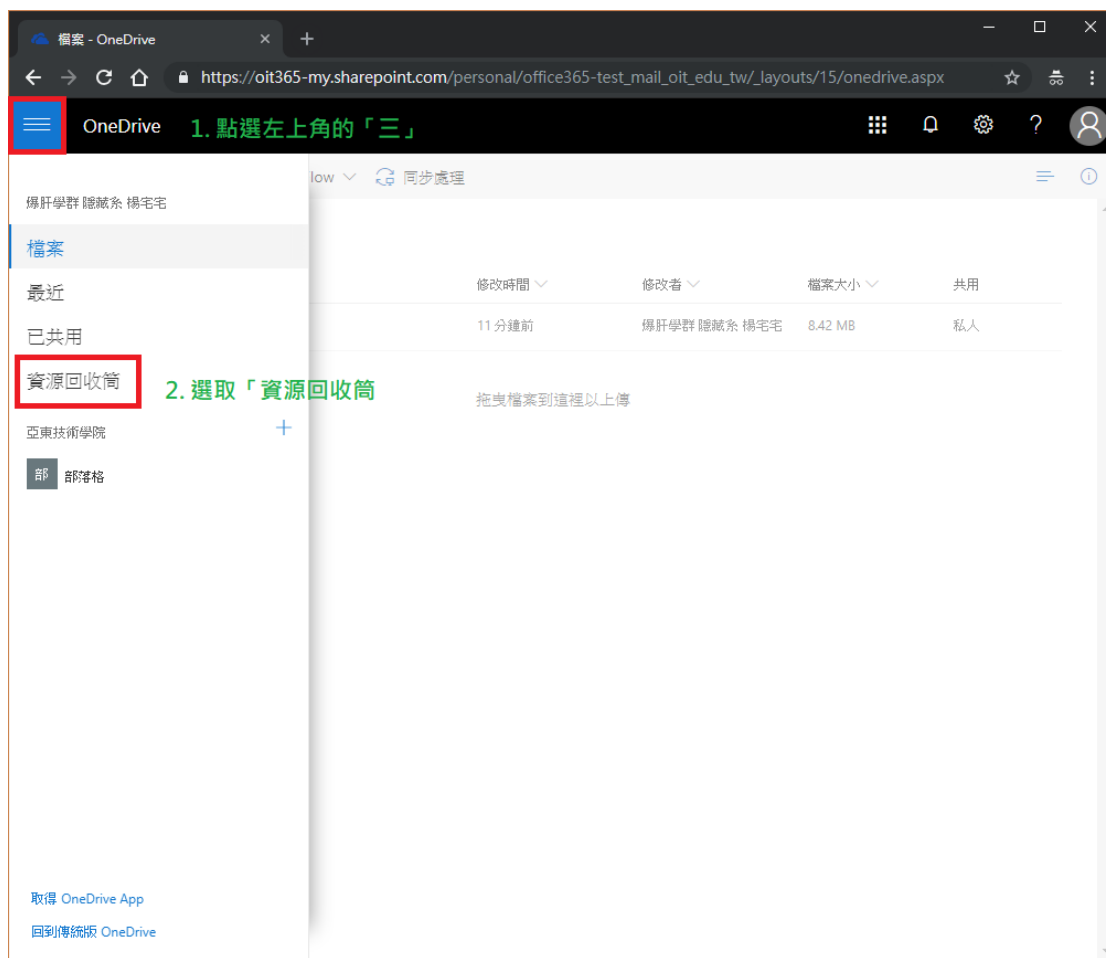 檔案 - OneDrive
https://oit365-my.sharepoint.com/personal/office365-test_mail_oit_edu_tw/_layouts/15/onedrive.aspx
OneDrive 1. 點選左上角的「三」
low 同步處理
爆肝學群 隱藏系 楊宅宅
檔案
修改時間 修改者 檔案大小 共用
最近
11 分鐘前 爆肝學群 隱藏系 楊宅宅 8.42 MB 私人
已共用
資源回收筒 2. 選取「資源回收筒
拖曳檔案到這裡以上傳
亞東技術學院
部 部落格
取得 OneDrive App
回到傳統版 OneDrive